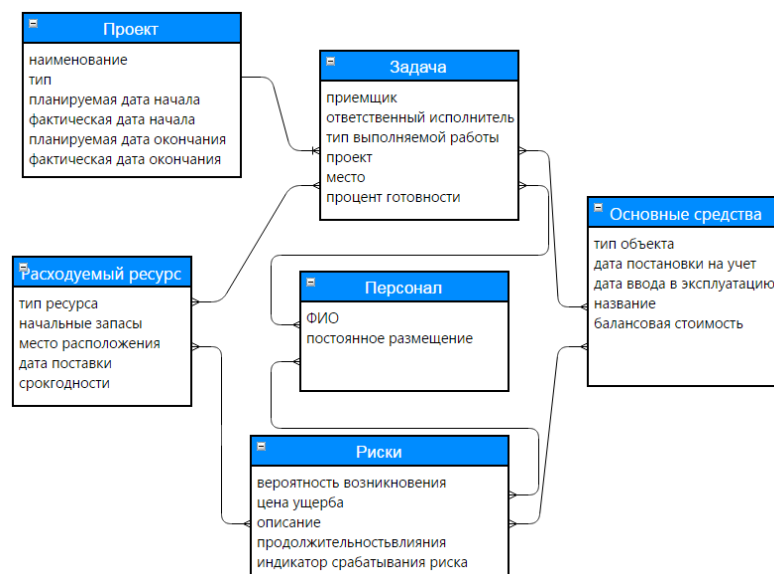 Проект
наименование
тип
планируемая дата начала
фактическая дата начала
планируемая дата окончания
фактическая дата окончания
Задача
приемщик
ответственный исполнитель
тип выполняемой работы
проект
место
процент готовности
Основные средства
тип объекта
дата постановки на учет
дата ввода в эксплуатацию
название
балансовая стоимость
Расходуемый ресурс
тип ресурса
начальные запасы
место расположения
дата поставки
срокгодности
Персонал
ФИО
постоянное размещение
Риски
вероятность возникновения
цена ущерба
описание
продолжительностьвлияния
индикатор срабатывания риска